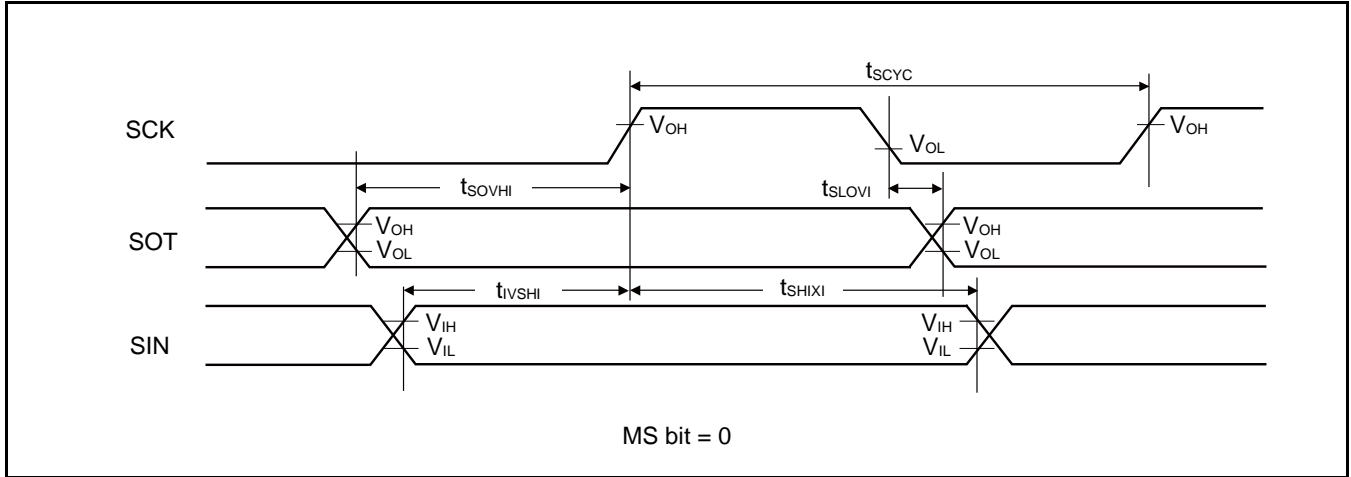 tSCYC
SCK
VOH
VOL
VOH
tSOVHI
tSLOVI
SOT
VOH
VOL
VOH
VOL
tIVSHI
tSHIXI
SIN
VIH
VIL
VIH
VIL
MS bit = 0